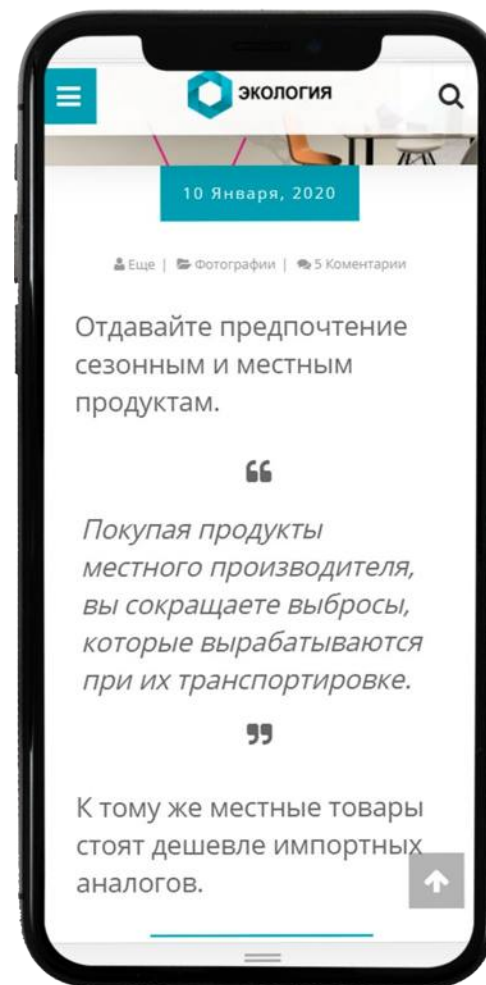 ЭКОЛОГИЯ
10 Января, 2020
Еще | Фотографии | 5 Коментарии
Отдавайте предпочтение
сезонным и местным
продуктам.
“
Покупая продукты
местного производителя,
вы сокращаете выбросы,
которые вырабатываются
при их транспортировке.
”
К тому же местные товары
стоят дешевле импортных
аналогов.